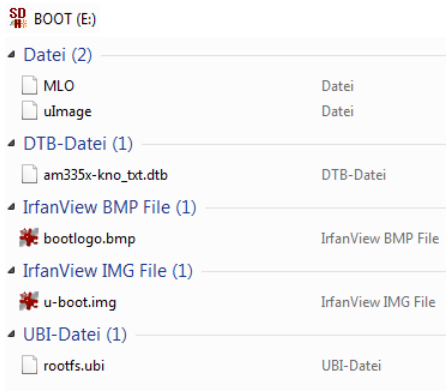 BOOT (E:)
Datei (2)
MLO Datei
uImage Datei
DTB-Datei (1)
am335x-kno_txt.dtb DTB-Datei
IrfanView BMP File (1)
bootlogo.bmp IrfanView BMP File
IrfanView IMG File (1)
u-boot.img IrfanView IMG File
UBI-Datei (1)
rootfs.ubi UBI-Datei